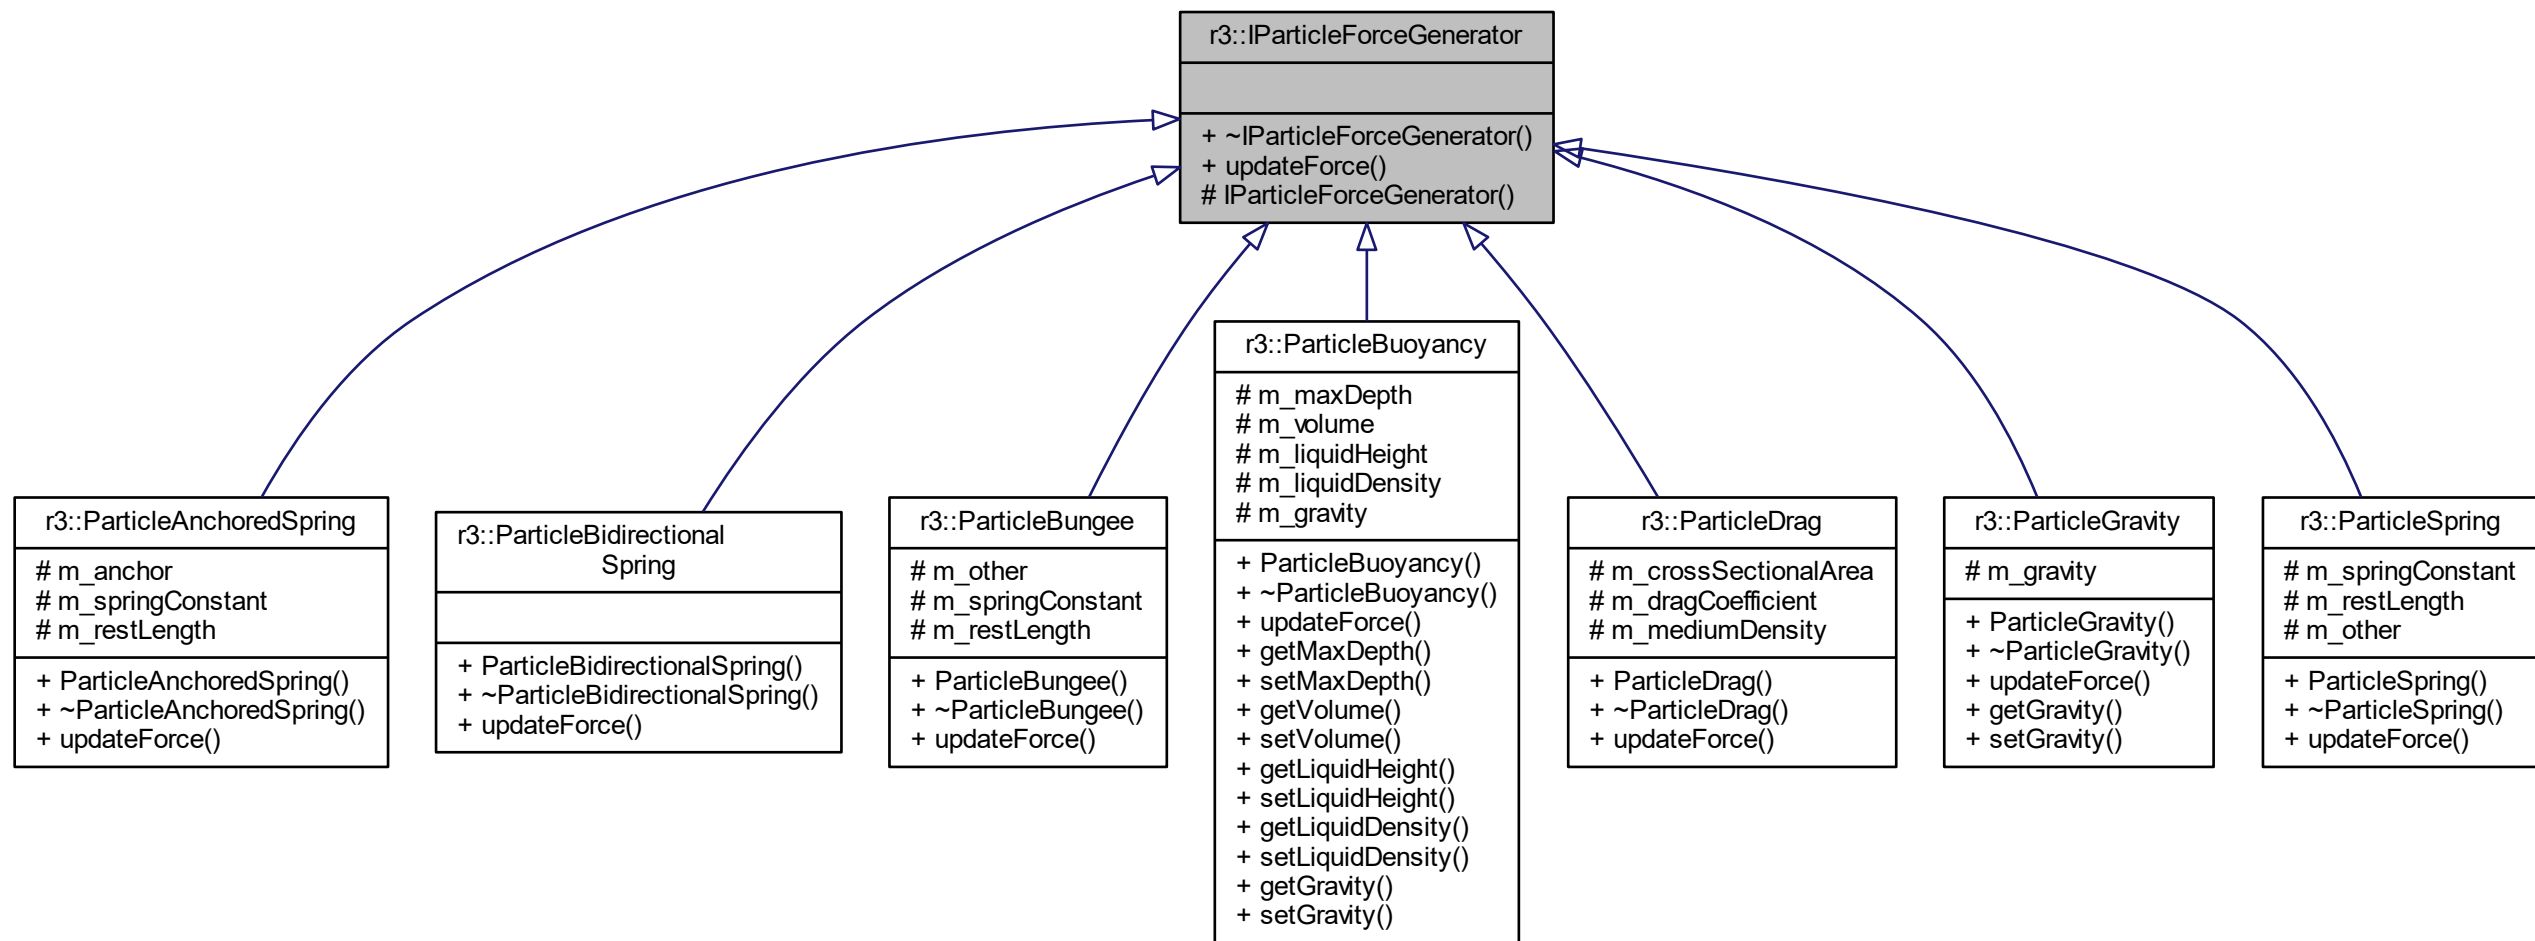 r3::IParticleForceGenerator
+ ~IParticleForceGenerator()
+ updateForce()
# IParticleForceGenerator()
r3::ParticleAnchoredSpring
# m_anchor
# m_springConstant
# m_restLength
+ ParticleAnchoredSpring()
+ ~ParticleAnchoredSpring()
+ updateForce()
r3::ParticleBidirectional
Spring
+ ParticleBidirectionalSpring()
+ ~ParticleBidirectionalSpring()
+ updateForce()
r3::ParticleBungee
# m_other
# m_springConstant
# m_restLength
+ ParticleBungee()
+ ~ParticleBungee()
+ updateForce()
r3::ParticleBuoyancy
# m_maxDepth
# m_volume
# m_liquidHeight
# m_liquidDensity
# m_gravity
+ ParticleBuoyancy()
+ ~ParticleBuoyancy()
+ updateForce()
+ getMaxDepth()
+ setMaxDepth()
+ getVolume()
+ setVolume()
+ getLiquidHeight()
+ setLiquidHeight()
+ getLiquidDensity()
+ setLiquidDensity()
+ getGravity()
+ setGravity()
r3::ParticleDrag
# m_crossSectionalArea
# m_dragCoefficient
# m_mediumDensity
+ ParticleDrag()
+ ~ParticleDrag()
+ updateForce()
r3::ParticleGravity
# m_gravity
+ ParticleGravity()
+ ~ParticleGravity()
+ updateForce()
+ getGravity()
+ setGravity()
r3::ParticleSpring
# m_springConstant
# m_restLength
# m_other
+ ParticleSpring()
+ ~ParticleSpring()
+ updateForce()